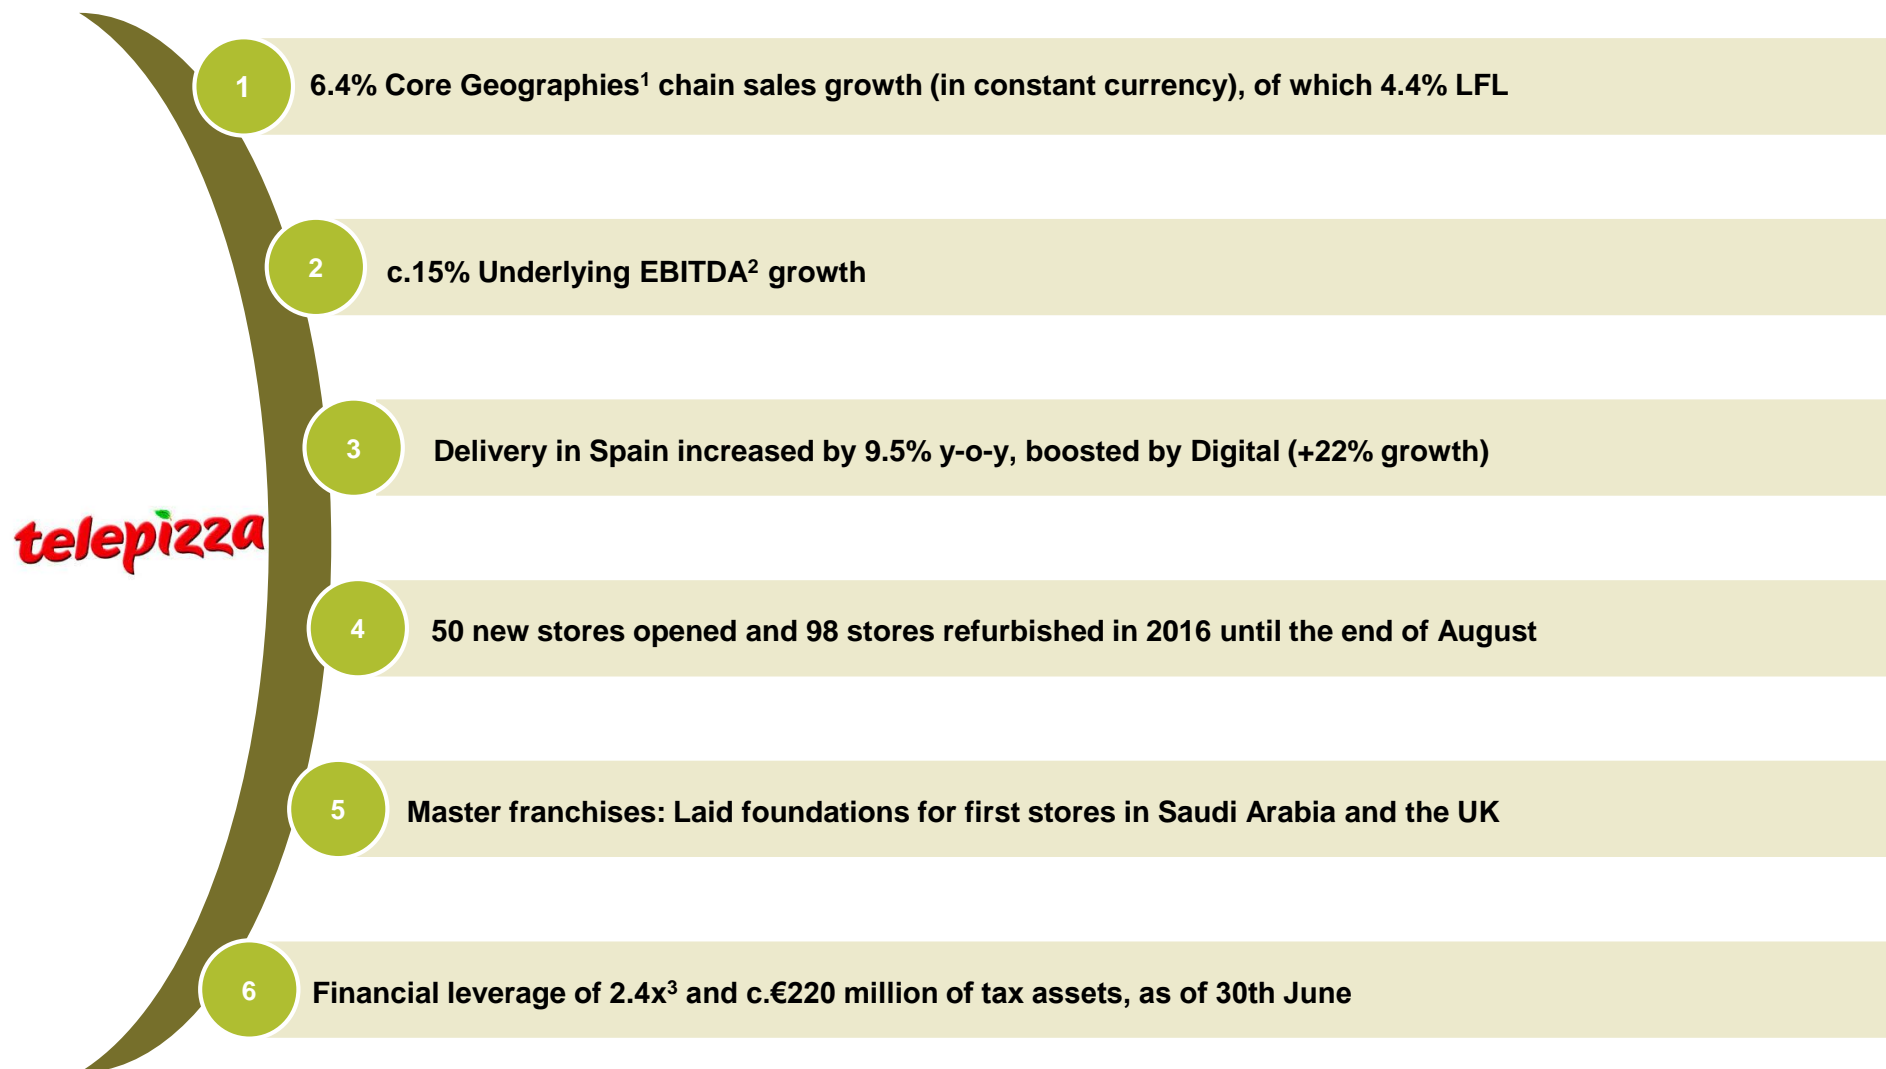 1
6.4% Core Geographies¹ chain sales growth (in constant currency), of which 4.4% LFL
2
c.15% Underlying EBITDA² growth
3
Delivery in Spain increased by 9.5% y-o-y, boosted by Digital (+22% growth)
telepizza
4
50 new stores opened and 98 stores refurbished in 2016 until the end of August
5
Master franchises: Laid foundations for first stores in Saudi Arabia and the UK
6
Financial leverage of 2.4x³ and c.€220 million of tax assets, as of 30th June